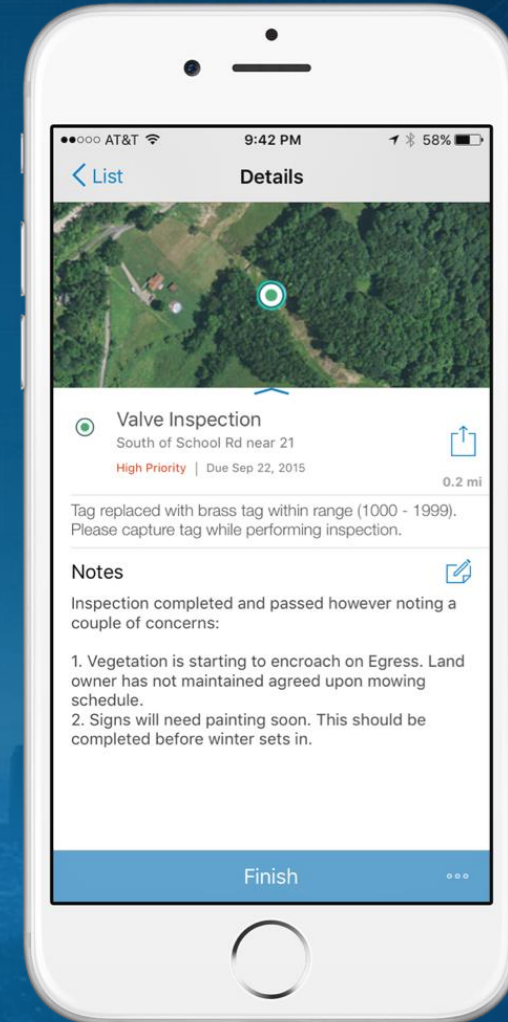 ●●○○○ AT&T 9:42 PM 58%
List Details
Valve Inspection
South of School Rd near 21
High Priority | Due Sep 22, 2015
0.2 mi
Tag replaced with brass tag within range (1000 - 1999).
Please capture tag while performing inspection.
Notes
Inspection completed and passed however noting a
couple of concerns:
1. Vegetation is starting to encroach on Egress. Land
owner has not maintained agreed upon mowing
schedule.
2. Signs will need painting soon. This should be
completed before winter sets in.
Finish